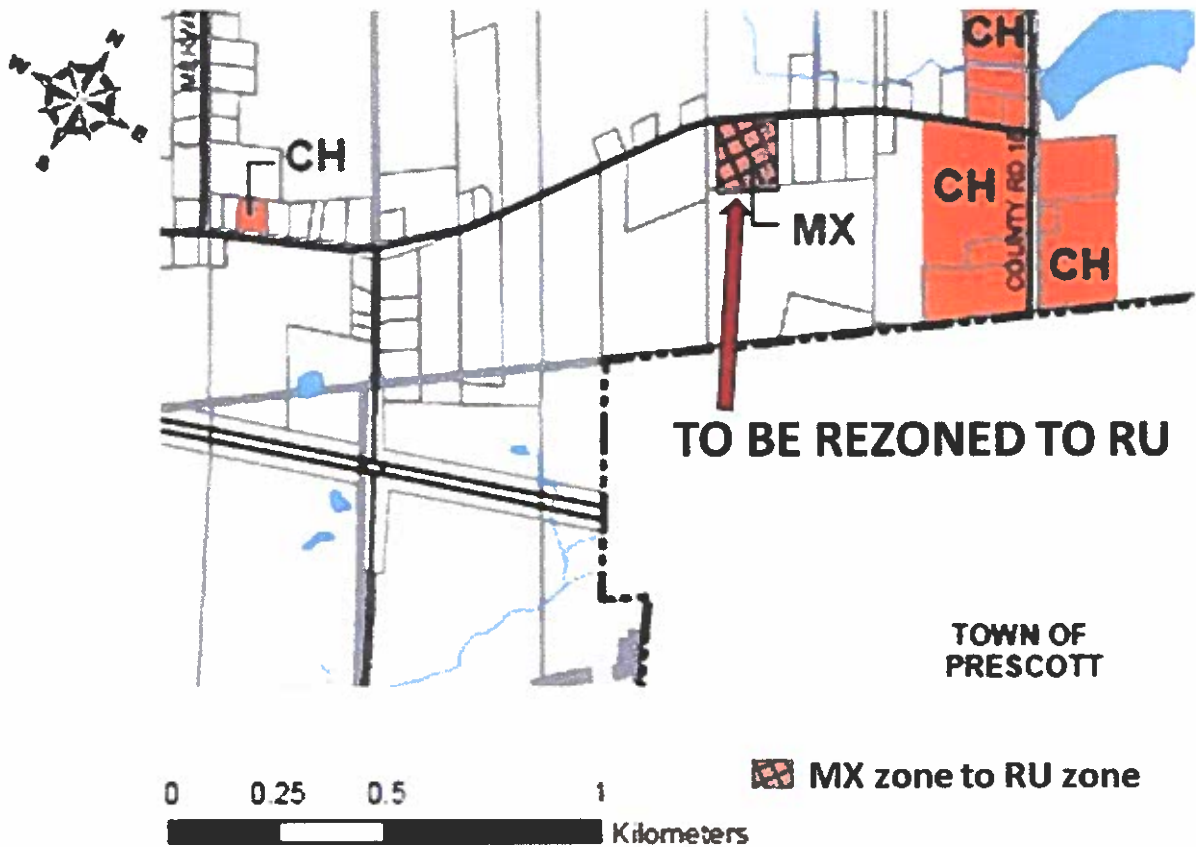 N
W
E
S
CH
CH
CH
MX
COUNTY RD
CH
TO BE REZONED TO RU
TOWN OF
PRESCOTT
MX zone to RU zone
0 0.25 0.5 1
Kilometers